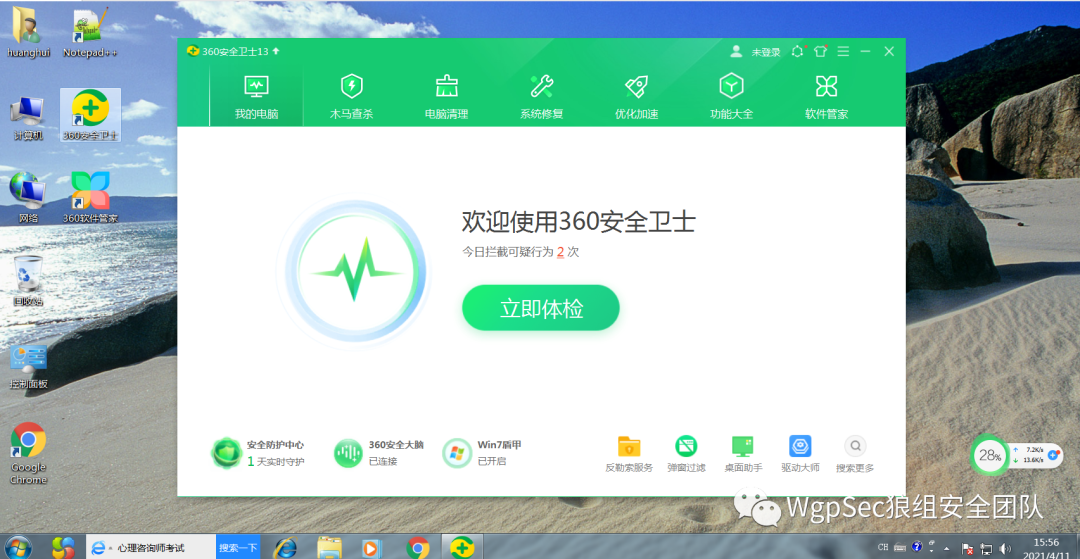 huanghui
Notepad++
计算机
360安全卫士
网络
360软件管家
回收站
控制面板
Google
Chrome
360安全卫士13
未登录
我的电脑
木马查杀
电脑清理
系统修复
优化加速
功能大全
软件管家
欢迎使用360安全卫士
今日拦截可疑行为 2 次
立即体检
安全防护中心
1 天实时守护
360安全大脑
已连接
Win7盾甲
已开启
反勒索服务
弹窗过滤
桌面助手
驱动大师
搜索更多
28%
7.2K/s
13.6K/s
WgpSec狼组安全团队
心理咨询师考试
搜索一下
CH
15:56
2021/4/11